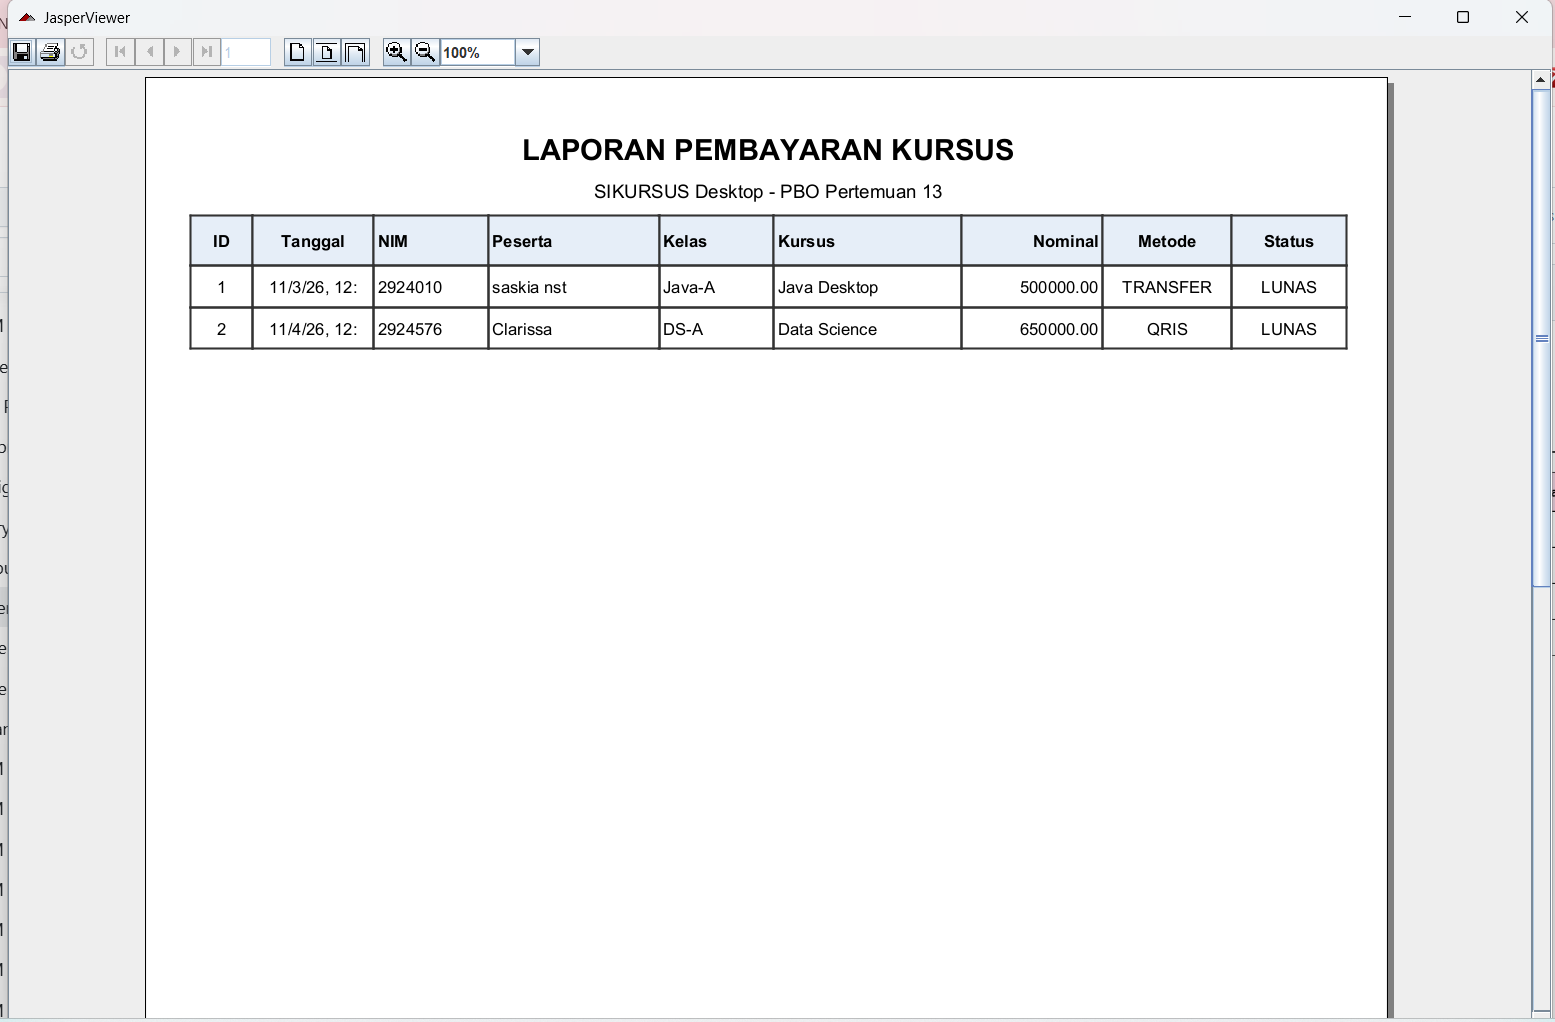 JasperViewer
1
100%
LAPORAN PEMBAYARAN KURSUS
SIKURSUS Desktop - PBO Pertemuan 13
ID Tanggal NIM Peserta Kelas Kursus Nominal Metode Status
1 11/3/26, 12: 2924010 saskia nst Java-A Java Desktop 500000.00 TRANSFER LUNAS
2 11/4/26, 12: 2924576 Clarissa DS-A Data Science 650000.00 QRIS LUNAS